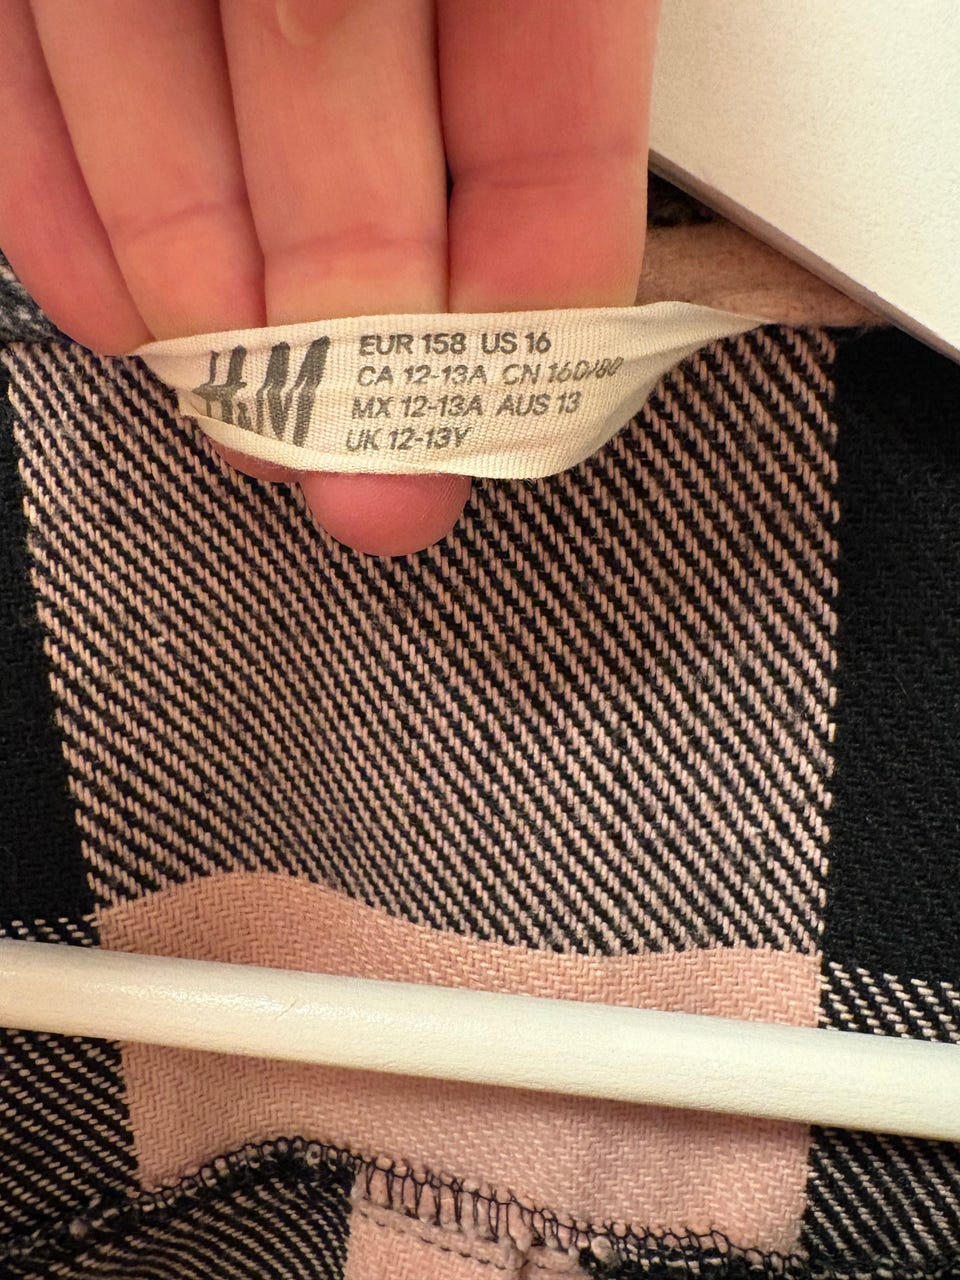 H&M
EUR 158 US 16
CA 12-13A CN 160/80
MX 12-13A AUS 13
UK 12-13Y